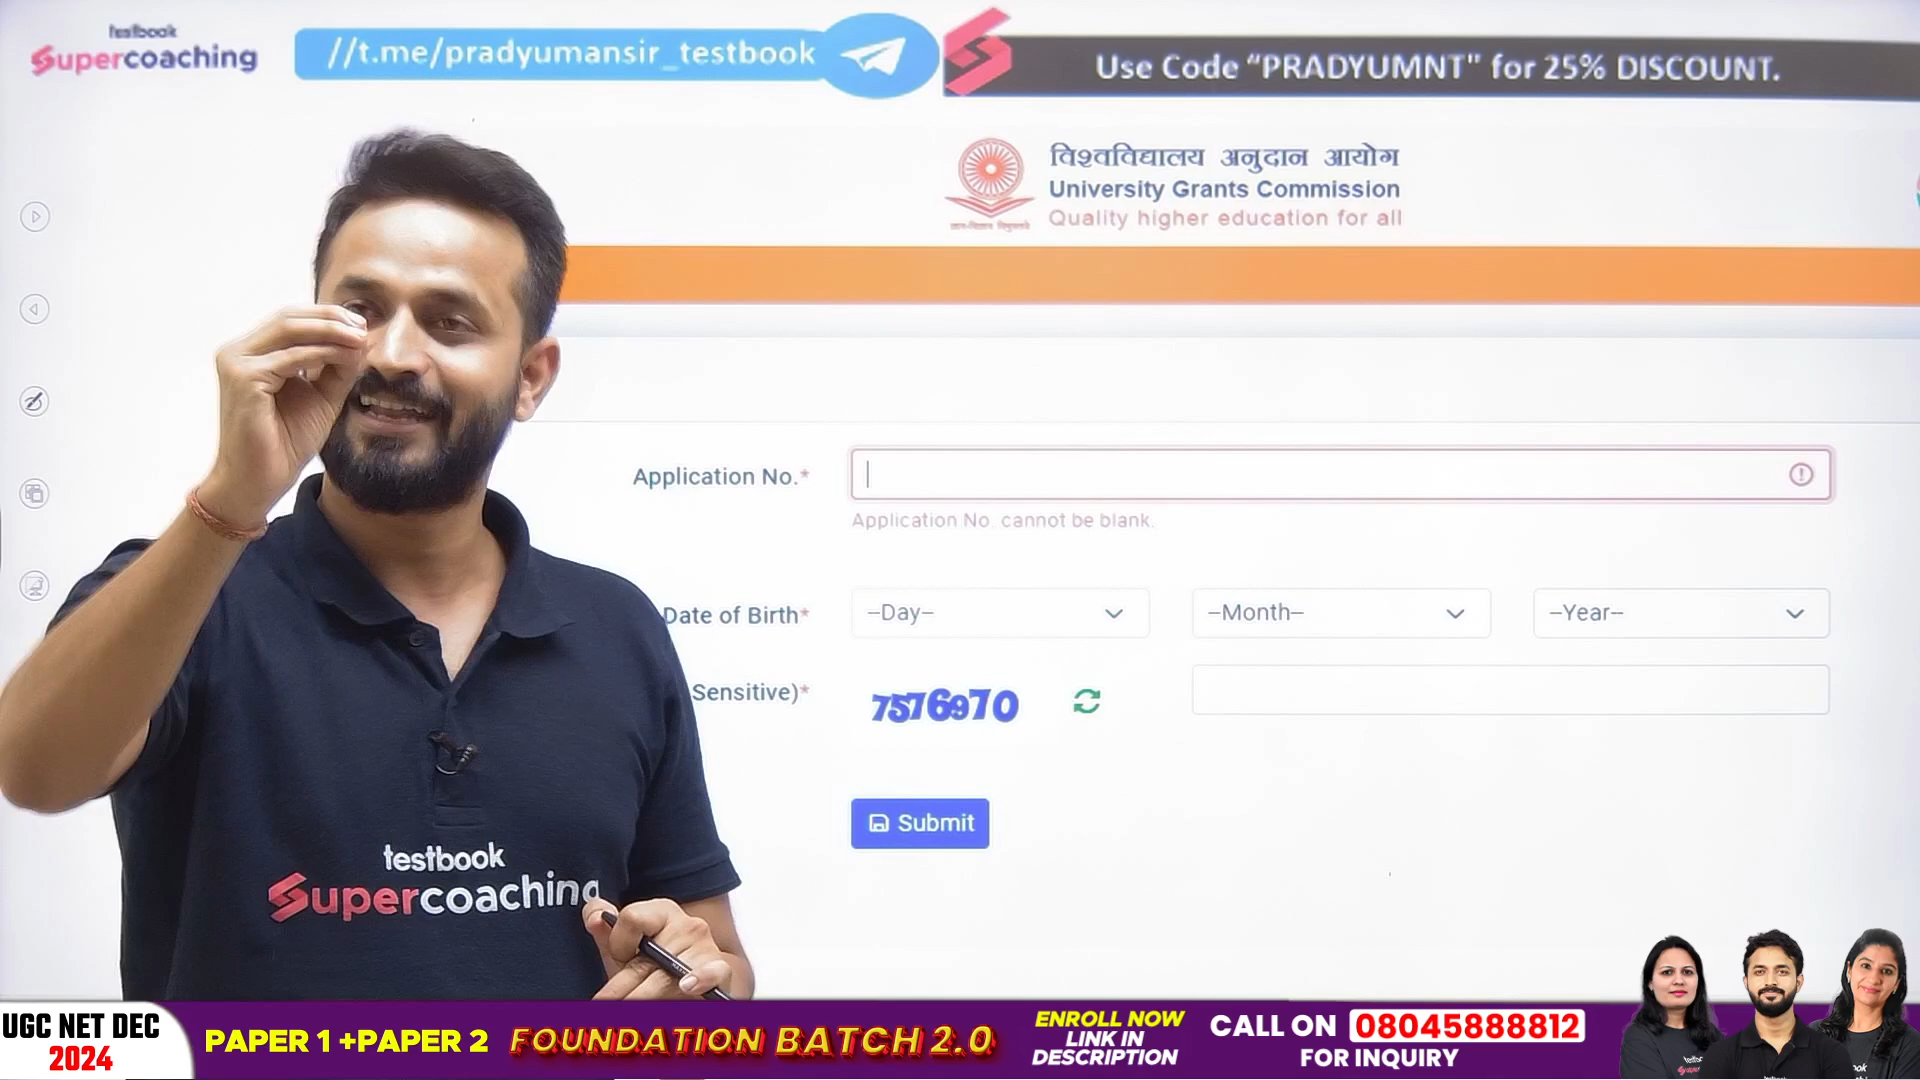 testbook
Supercoaching
//t.me/pradyumansir_testbook
Use Code “PRADYUMNT" for 25% DISCOUNT.
विश्वविद्यालय अनुदान आयोग
University Grants Commission
Quality higher education for all
Application No.*
Application No. cannot be blank.
Date of Birth*
–Day–
–Month–
–Year–
Sensitive)*
7576970
Submit
testbook
Supercoaching
UGC NET DEC
2024
PAPER 1 +PAPER 2
FOUNDATION BATCH 2.0
ENROLL NOW
LINK IN
DESCRIPTION
CALL ON 08045888812
FOR INQUIRY